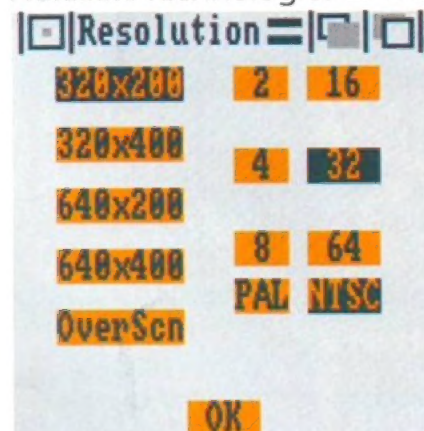 Resolution
320x200 2 16
320x400
4 32
640x200
640x400 8 64
PAL NTSC
OverScn
OK